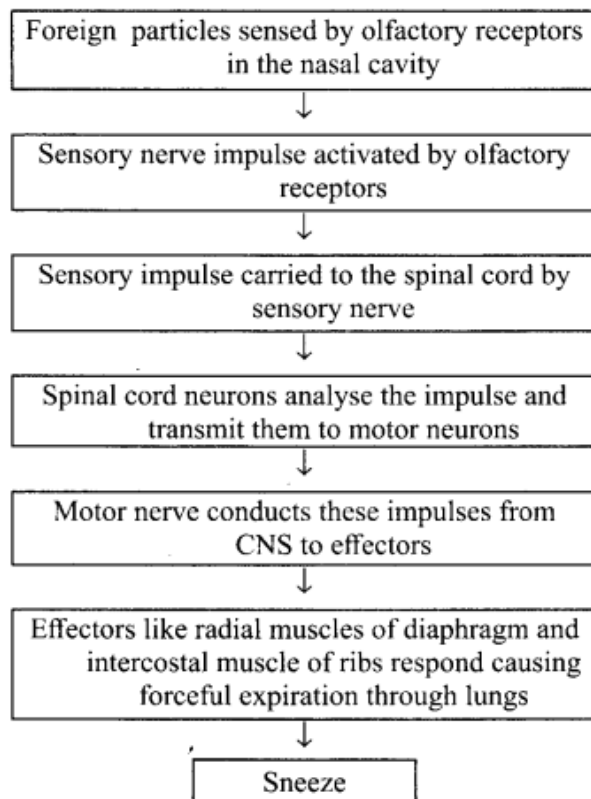 Foreign particles sensed by olfactory receptors
in the nasal cavity
↓
Sensory nerve impulse activated by olfactory
receptors
↓
Sensory impulse carried to the spinal cord by
sensory nerve
↓
Spinal cord neurons analyse the impulse and
transmit them to motor neurons
↓
Motor nerve conducts these impulses from
CNS to effectors
↓
Effectors like radial muscles of diaphragm and
intercostal muscle of ribs respond causing
forceful expiration through lungs
↓
Sneeze